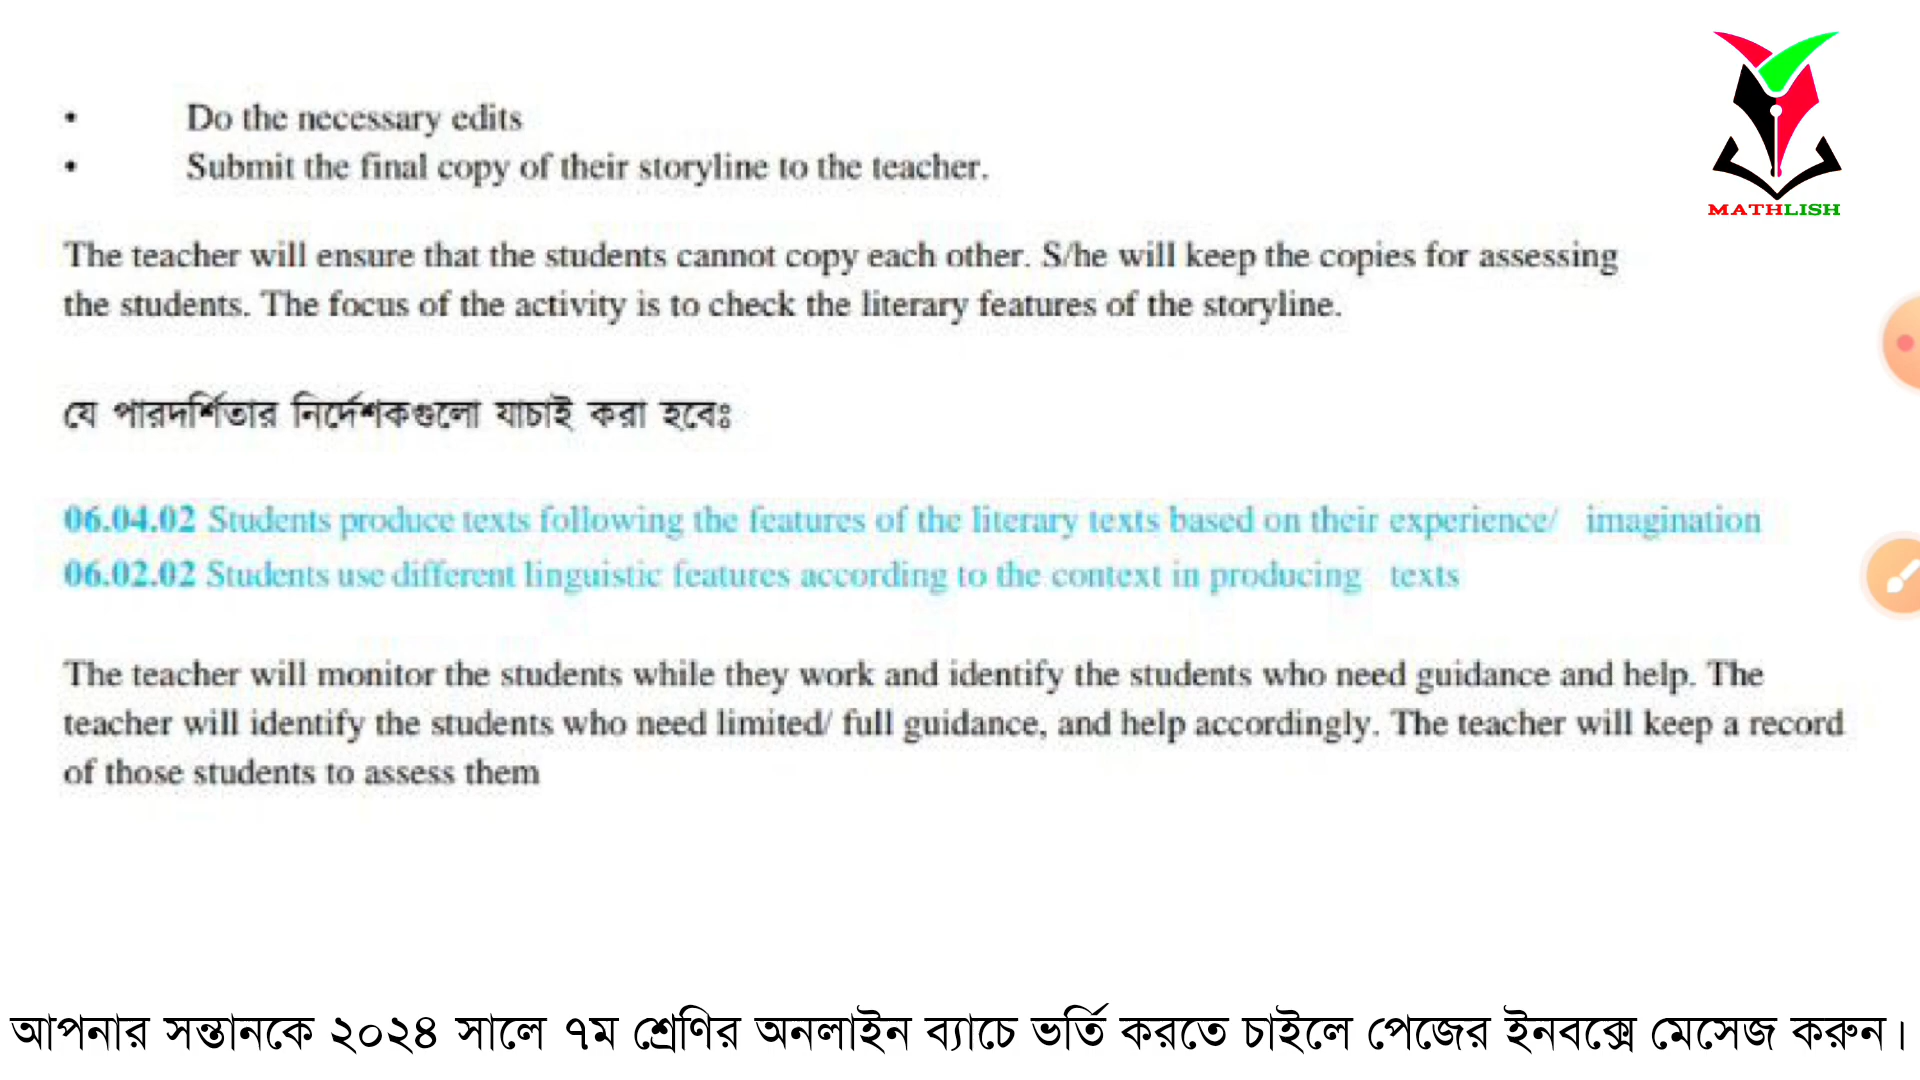 • Do the necessary edits
• Submit the final copy of their storyline to the teacher.
MATHLISH
The teacher will ensure that the students cannot copy each other. S/he will keep the copies for assessing
the students. The focus of the activity is to check the literary features of the storyline.
যে পারদর্শিতার নির্দেশকগুলো যাচাই করা হবেঃ
06.04.02 Students produce texts following the features of the literary texts based on their experience/ imagination
06.02.02 Students use different linguistic features according to the context in producing texts
The teacher will monitor the students while they work and identify the students who need guidance and help. The
teacher will identify the students who need limited/ full guidance, and help accordingly. The teacher will keep a record
of those students to assess them
আপনার সন্তানকে ২০২৪ সালে ৭ম শ্রেণির অনলাইন ব্যাচে ভর্তি করতে চাইলে পেজের ইনবক্সে মেসেজ করুন।